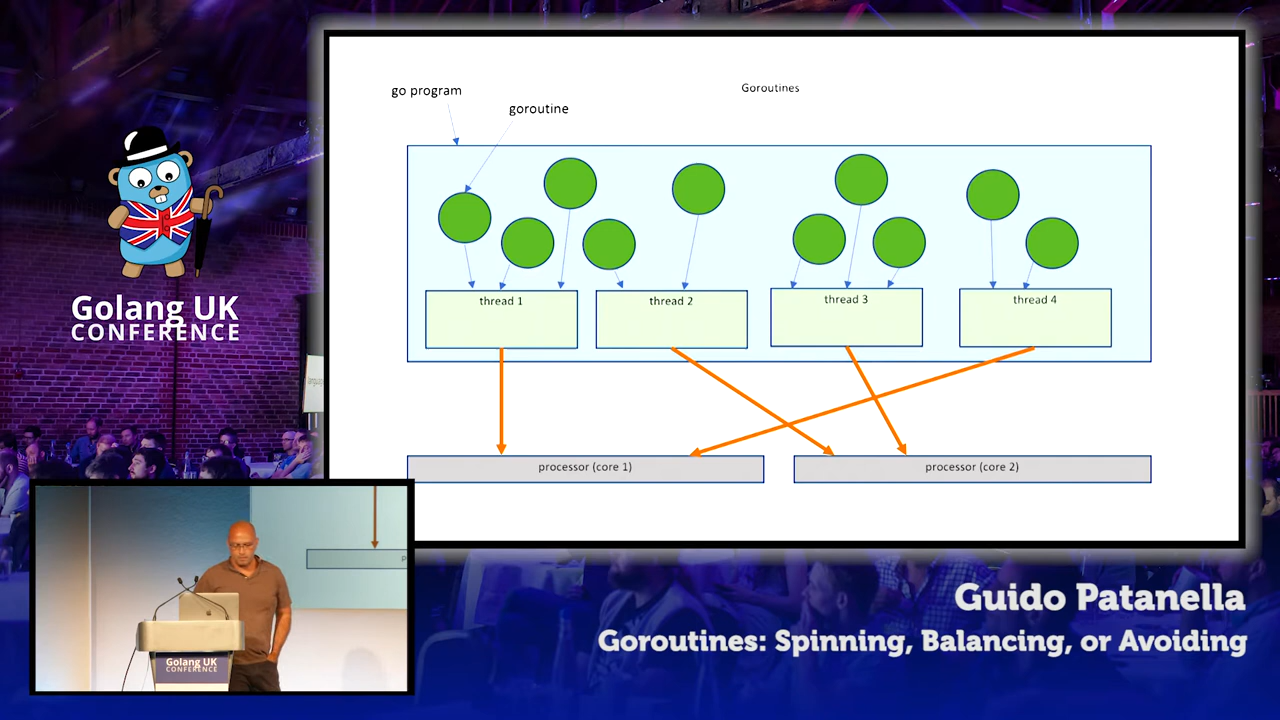 Goroutines
go program
goroutine
thread 1
thread 2
thread 3
thread 4
processor (core 1)
processor (core 2)
Golang UK
CONFERENCE
Golang UK
CONFERENCE
Guido Patanella
Goroutines: Spinning, Balancing, or Avoiding